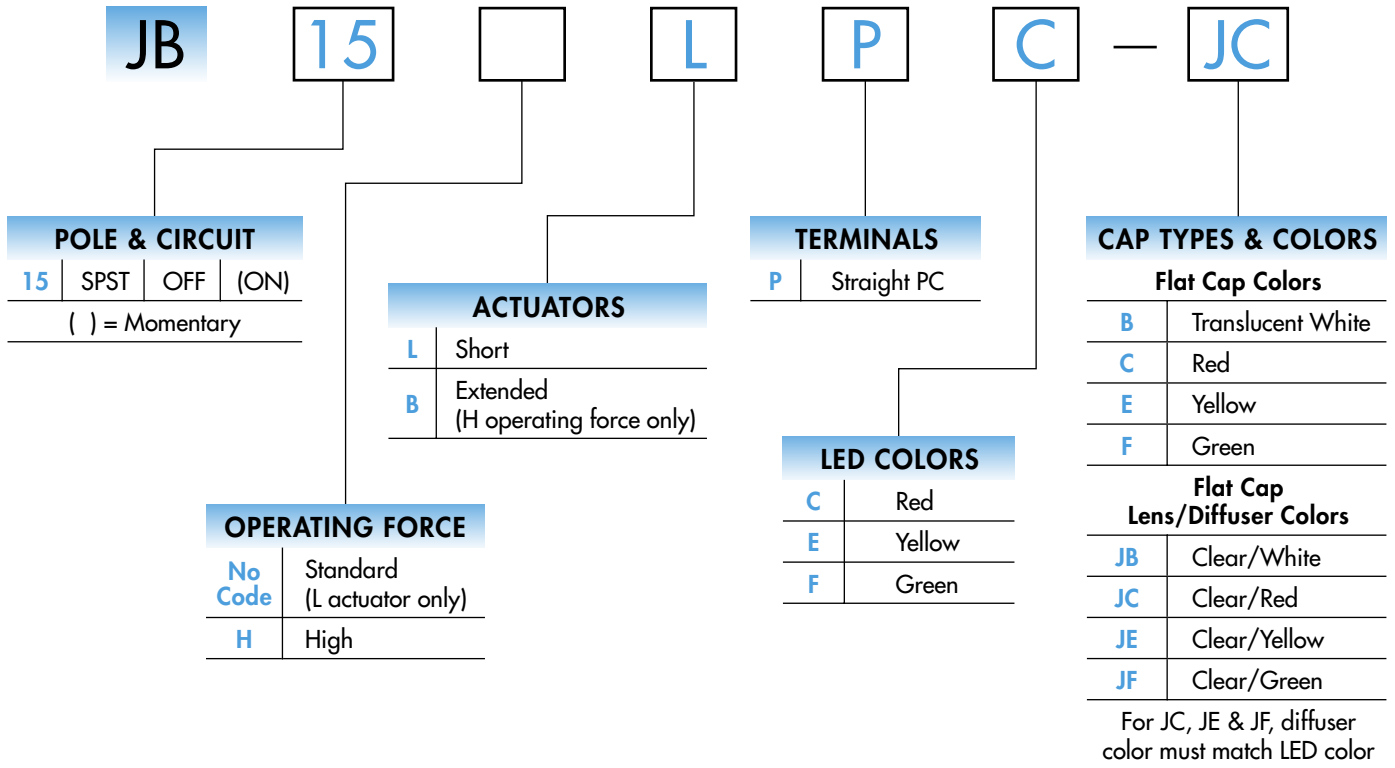 JB 15 L P C — JC
POLE & CIRCUIT
15 SPST OFF (ON)
( ) = Momentary
OPERATING FORCE
No Code Standard
(L actuator only)
H High
ACTUATORS
L Short
B Extended
(H operating force only)
TERMINALS
P Straight PC
LED COLORS
C Red
E Yellow
F Green
CAP TYPES & COLORS
Flat Cap Colors
B Translucent White
C Red
E Yellow
F Green
Flat Cap
Lens/Diffuser Colors
JB Clear/White
JC Clear/Red
JE Clear/Yellow
JF Clear/Green
For JC, JE & JF, diffuser
color must match LED color